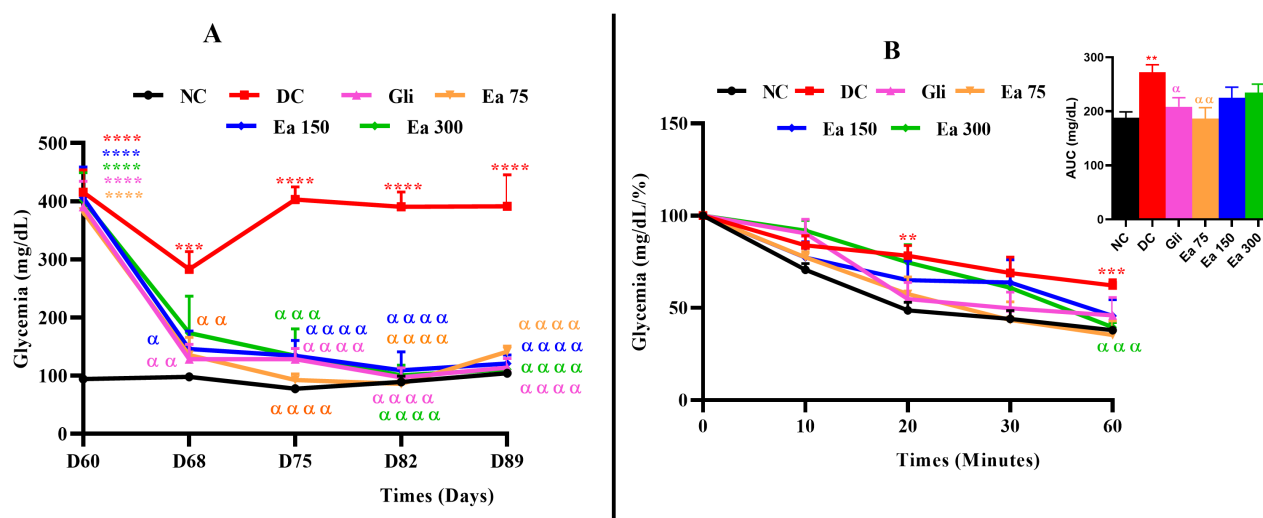 A
NC DC Gli Ea 75
Ea 150 Ea 300
Glycemia (mg/dL)
500
400
300
200
100
0
****
****
****
****
****
***
****
****
****
α
α α
α α
α α α
α α α α
α α α α
α α α α
α α α α
α α α α
α α α α
α α α α
α α α α
α α α α
α α α α
α α α α
D60 D68 D75 D82 D89
Times (Days)
B
NC DC Gli Ea 75
Ea 150 Ea 300
Glycemia (mg/dL/%)
150
100
50
0
**
***
α α α
0 10 20 30 60
Times (Minutes)
AUC (mg/dL)
300
200
100
0
**
α
α α
NC DC Gli Ea 75 Ea 150 Ea 300